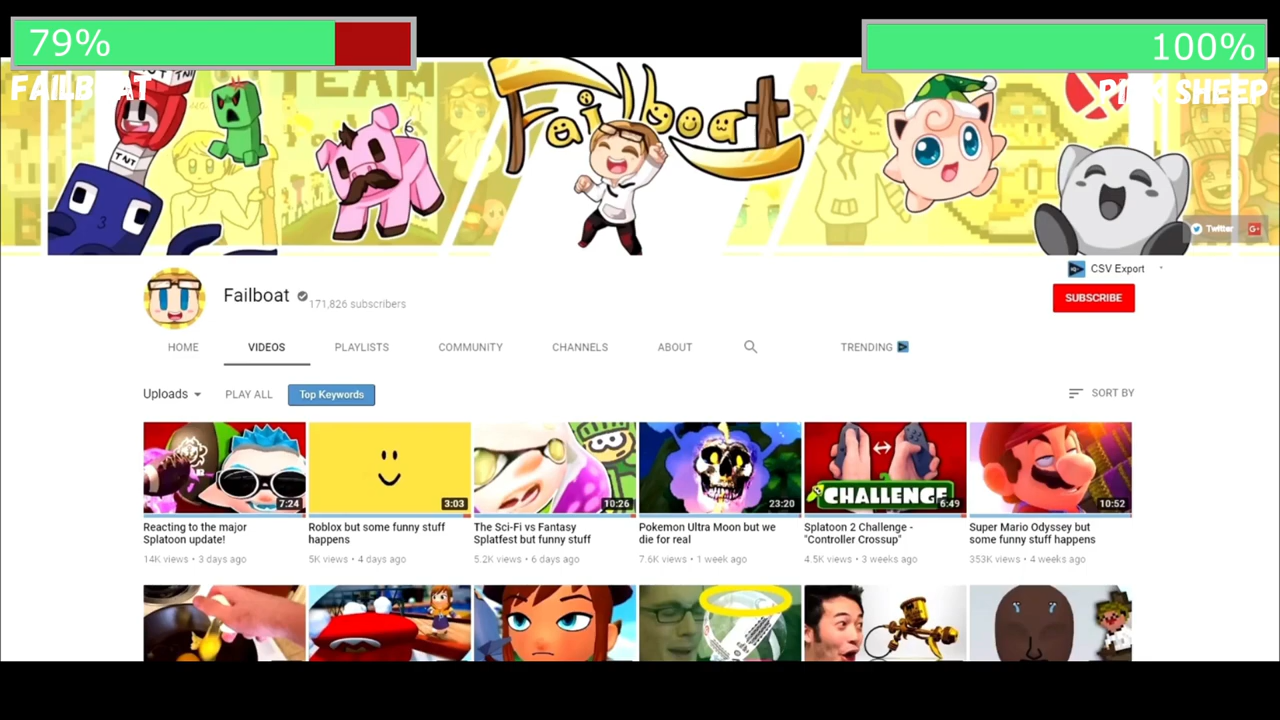 79%
100%
FAILBOAT
PINK SHEEP
TEAM
Failboat
TNT
Twitter
G+
CSV Export
Failboat
171,826 subscribers
SUBSCRIBE
HOME
VIDEOS
PLAYLISTS
COMMUNITY
CHANNELS
ABOUT
TRENDING
Uploads
PLAY ALL
Top Keywords
SORT BY
7:24
3:03
10:26
23:20
CHALLENGE
6:49
10:52
Reacting to the major
Splatoon update!
14K views • 3 days ago
Roblox but some funny stuff
happens
5K views • 4 days ago
The Sci-Fi vs Fantasy
Splatfest but funny stuff
5.2K views • 6 days ago
Pokemon Ultra Moon but we
die for real
7.6K views • 1 week ago
Splatoon 2 Challenge -
"Controller Crossup"
4.5K views • 3 weeks ago
Super Mario Odyssey but
some funny stuff happens
353K views • 4 weeks ago